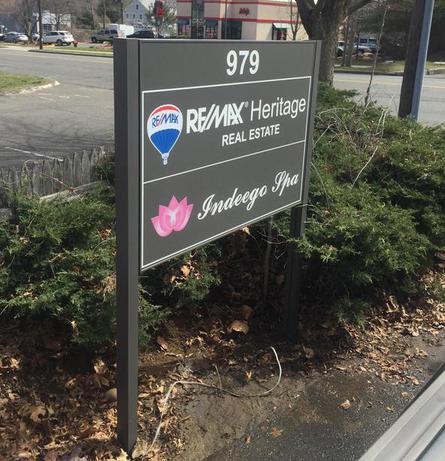 979
RE/MAX
RE/MAX® Heritage
REAL ESTATE
Indeego Spa